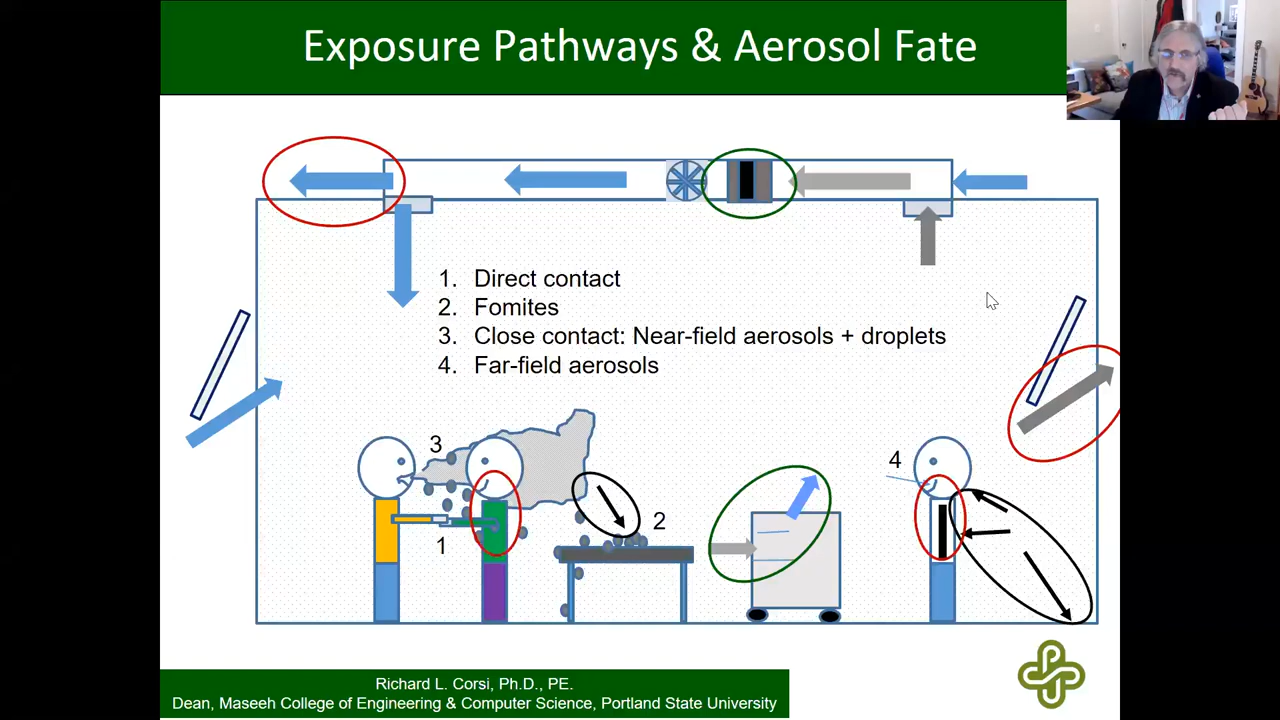 Exposure Pathways & Aerosol Fate
1. Direct contact
2. Fomites
3. Close contact: Near-field aerosols + droplets
4. Far-field aerosols
3
4
2
1
Richard L. Corsi, Ph.D., PE.
Dean, Maseeh College of Engineering & Computer Science, Portland State University